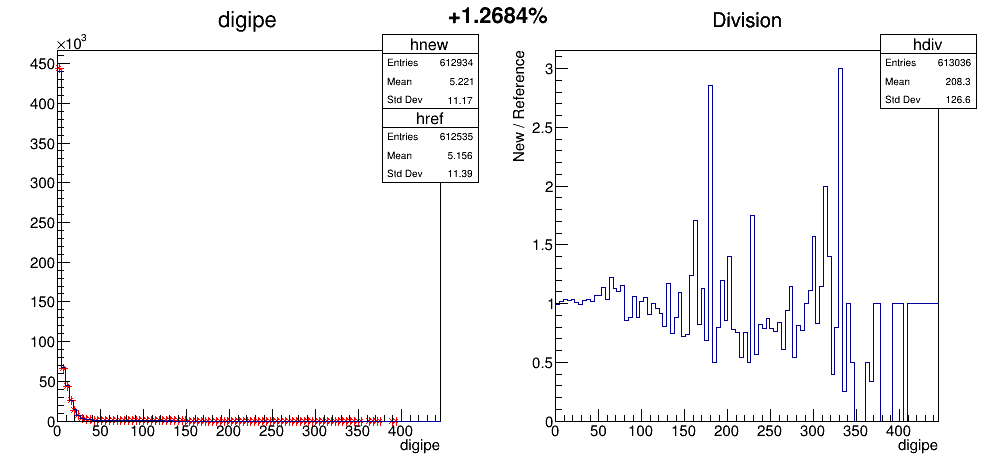 +1.2684%
digipe
×10³
hnew
Entries 612934
Mean 5.221
Std Dev 11.17
href
Entries 612535
Mean 5.156
Std Dev 11.39
450
400
350
300
250
200
150
100
50
0
0 50 100 150 200 250 300 350 400
digipe
Division
hdiv
Entries 613036
Mean 208.3
Std Dev 126.6
New / Reference
3
2.5
2
1.5
1
0.5
0
0 50 100 150 200 250 300 350 400
digipe